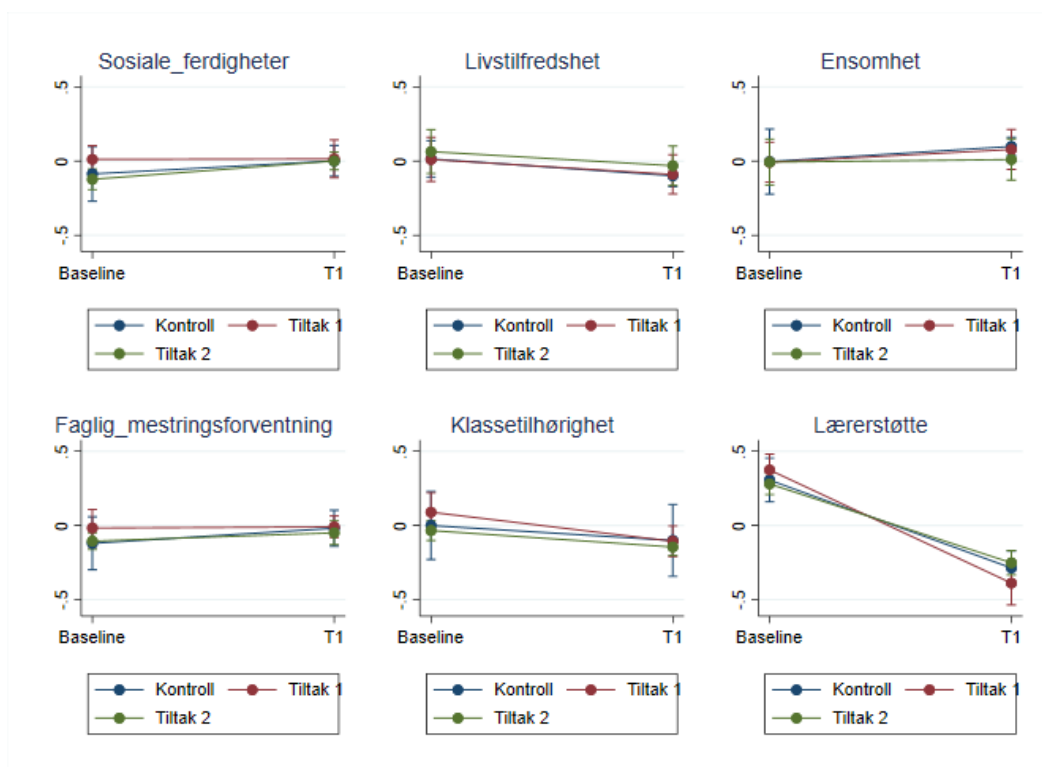 Sosiale_ferdigheter
.5
0
-.5
Baseline T1
Kontroll Tiltak 1
Tiltak 2
Livstilfredshet
.5
0
-.5
Baseline T1
Kontroll Tiltak 1
Tiltak 2
Ensomhet
.5
0
-.5
Baseline T1
Kontroll Tiltak 1
Tiltak 2
Faglig_mestringsforventning
.5
0
-.5
Baseline T1
Kontroll Tiltak 1
Tiltak 2
Klassetilhørighet
.5
0
-.5
Baseline T1
Kontroll Tiltak 1
Tiltak 2
Lærerstøtte
.5
0
-.5
Baseline T1
Kontroll Tiltak 1
Tiltak 2